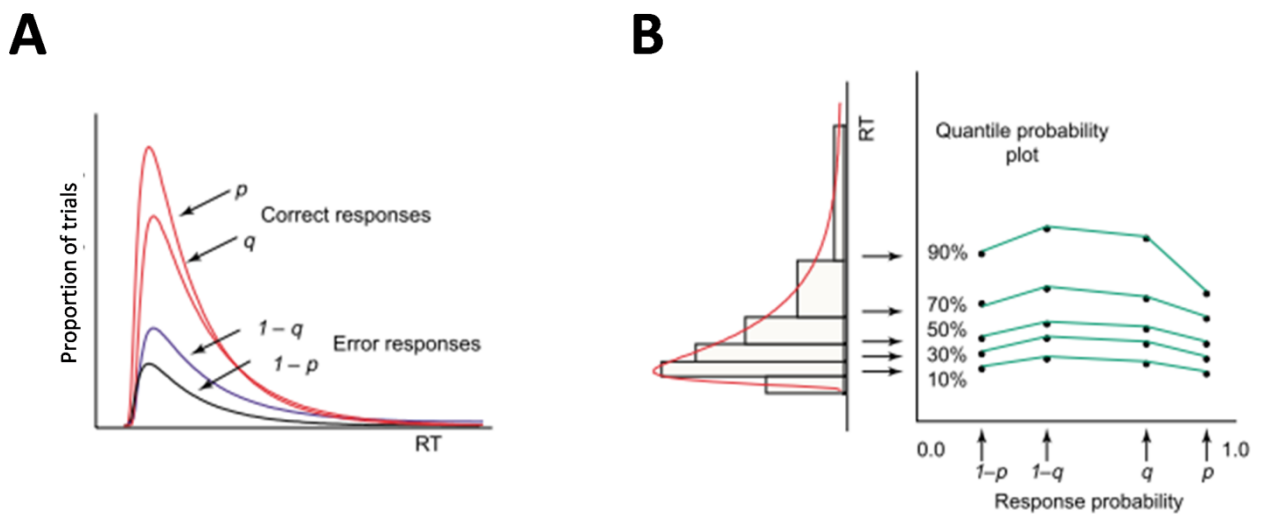 A
Proportion of trials
p
Correct responses
q
1 – q
Error responses
1 – p
RT
B
RT
Quantile probability
plot
90%
70%
50%
30%
10%
0.0
1.0
1–p
1–q
q
p
Response probability